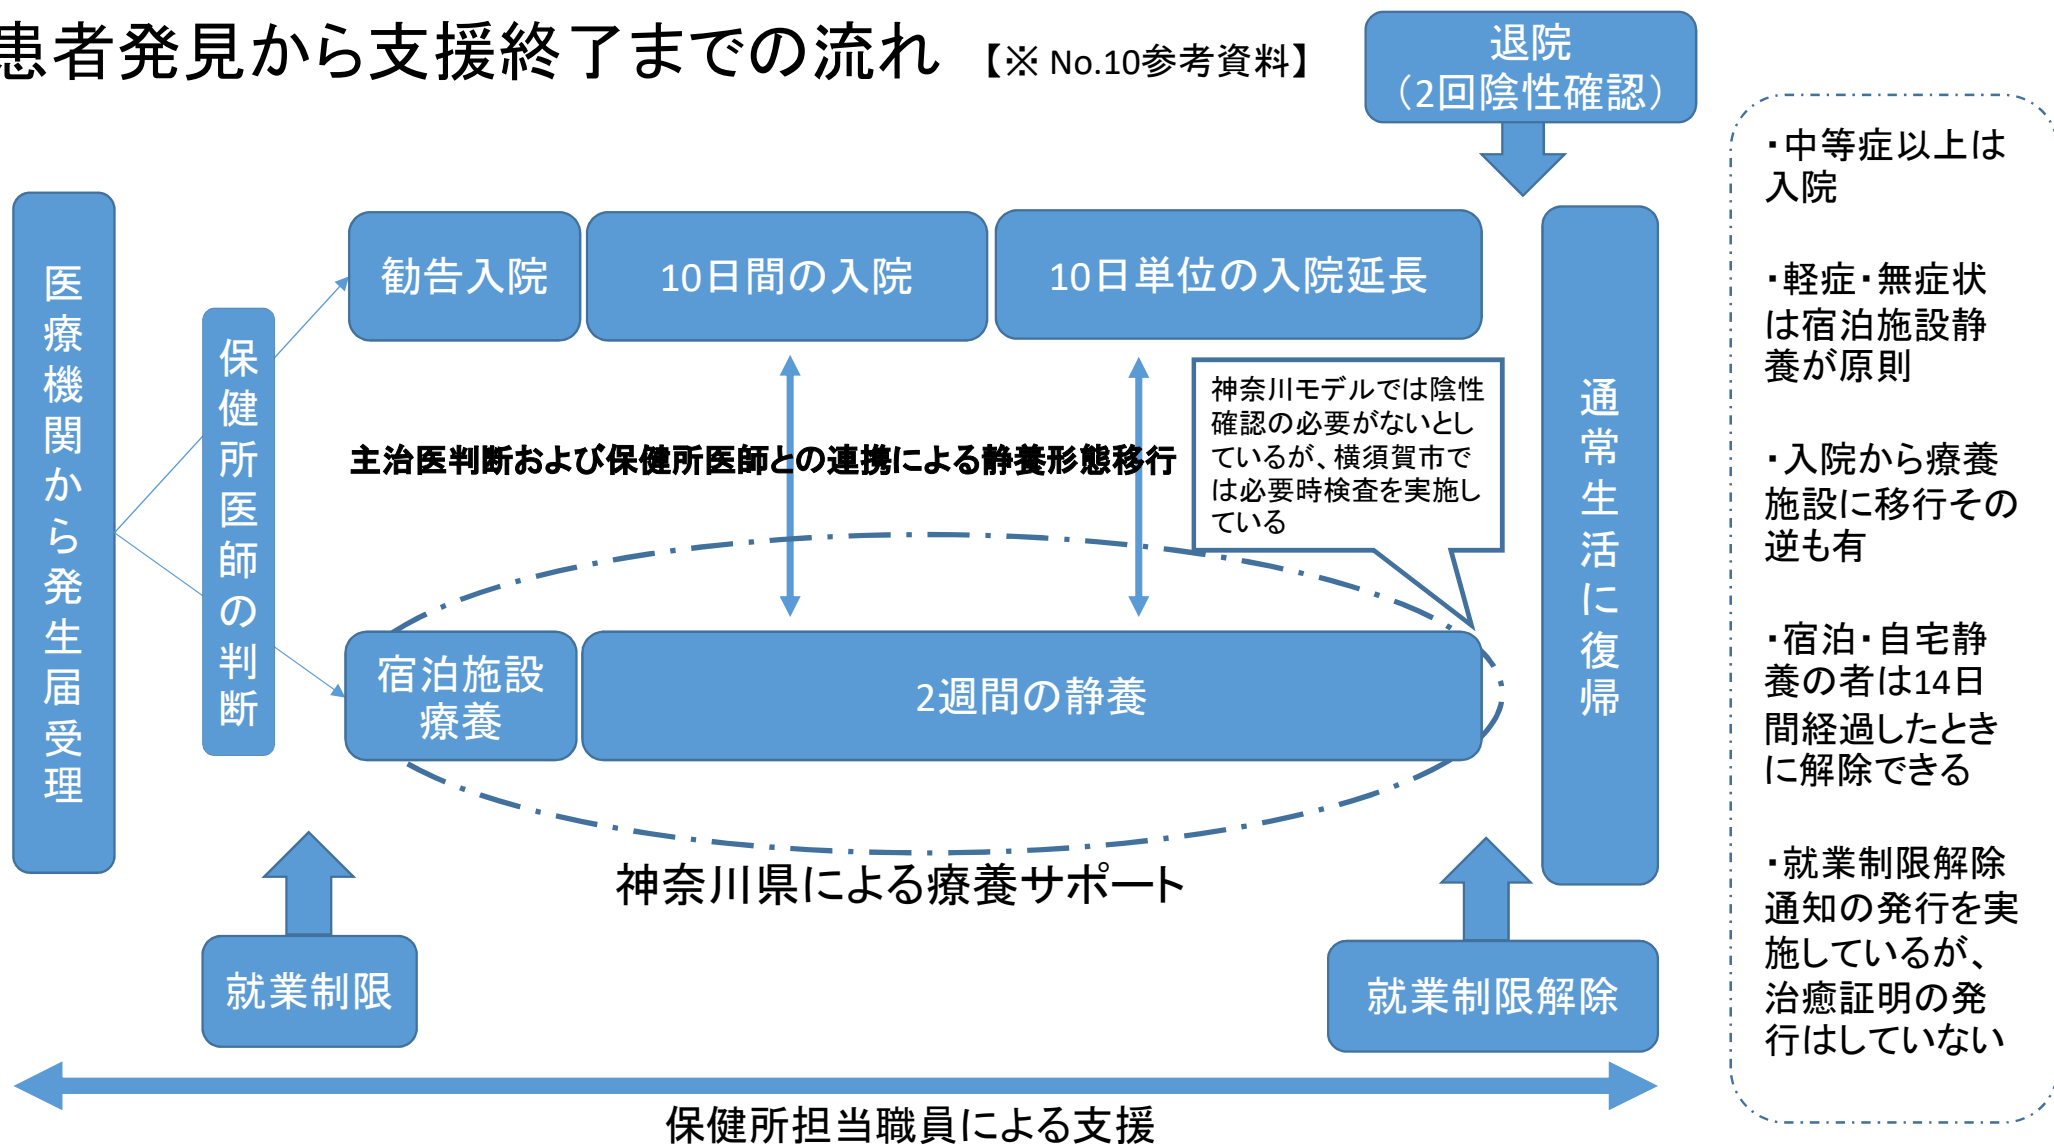 患者発見から支援終了までの流れ 【※ No.10参考資料】
退院
（2回陰性確認）
医療機関から発生届受理
保健所医師の判断
勧告入院
10日間の入院
10日単位の入院延長
主治医判断および保健所医師との連携による静養形態移行
神奈川モデルでは陰性
確認の必要がないとし
ているが、横須賀市で
は必要時検査を実施し
ている
宿泊施設
療養
2週間の静養
神奈川県による療養サポート
通常生活に復帰
就業制限
就業制限解除
保健所担当職員による支援
・中等症以上は
入院
・軽症・無症状
は宿泊施設静
養が原則
・入院から療養
施設に移行その
逆も有
・宿泊・自宅静
養の者は14日
間経過したとき
に解除できる
・就業制限解除
通知の発行を実
施しているが、
治癒証明の発
行はしていない